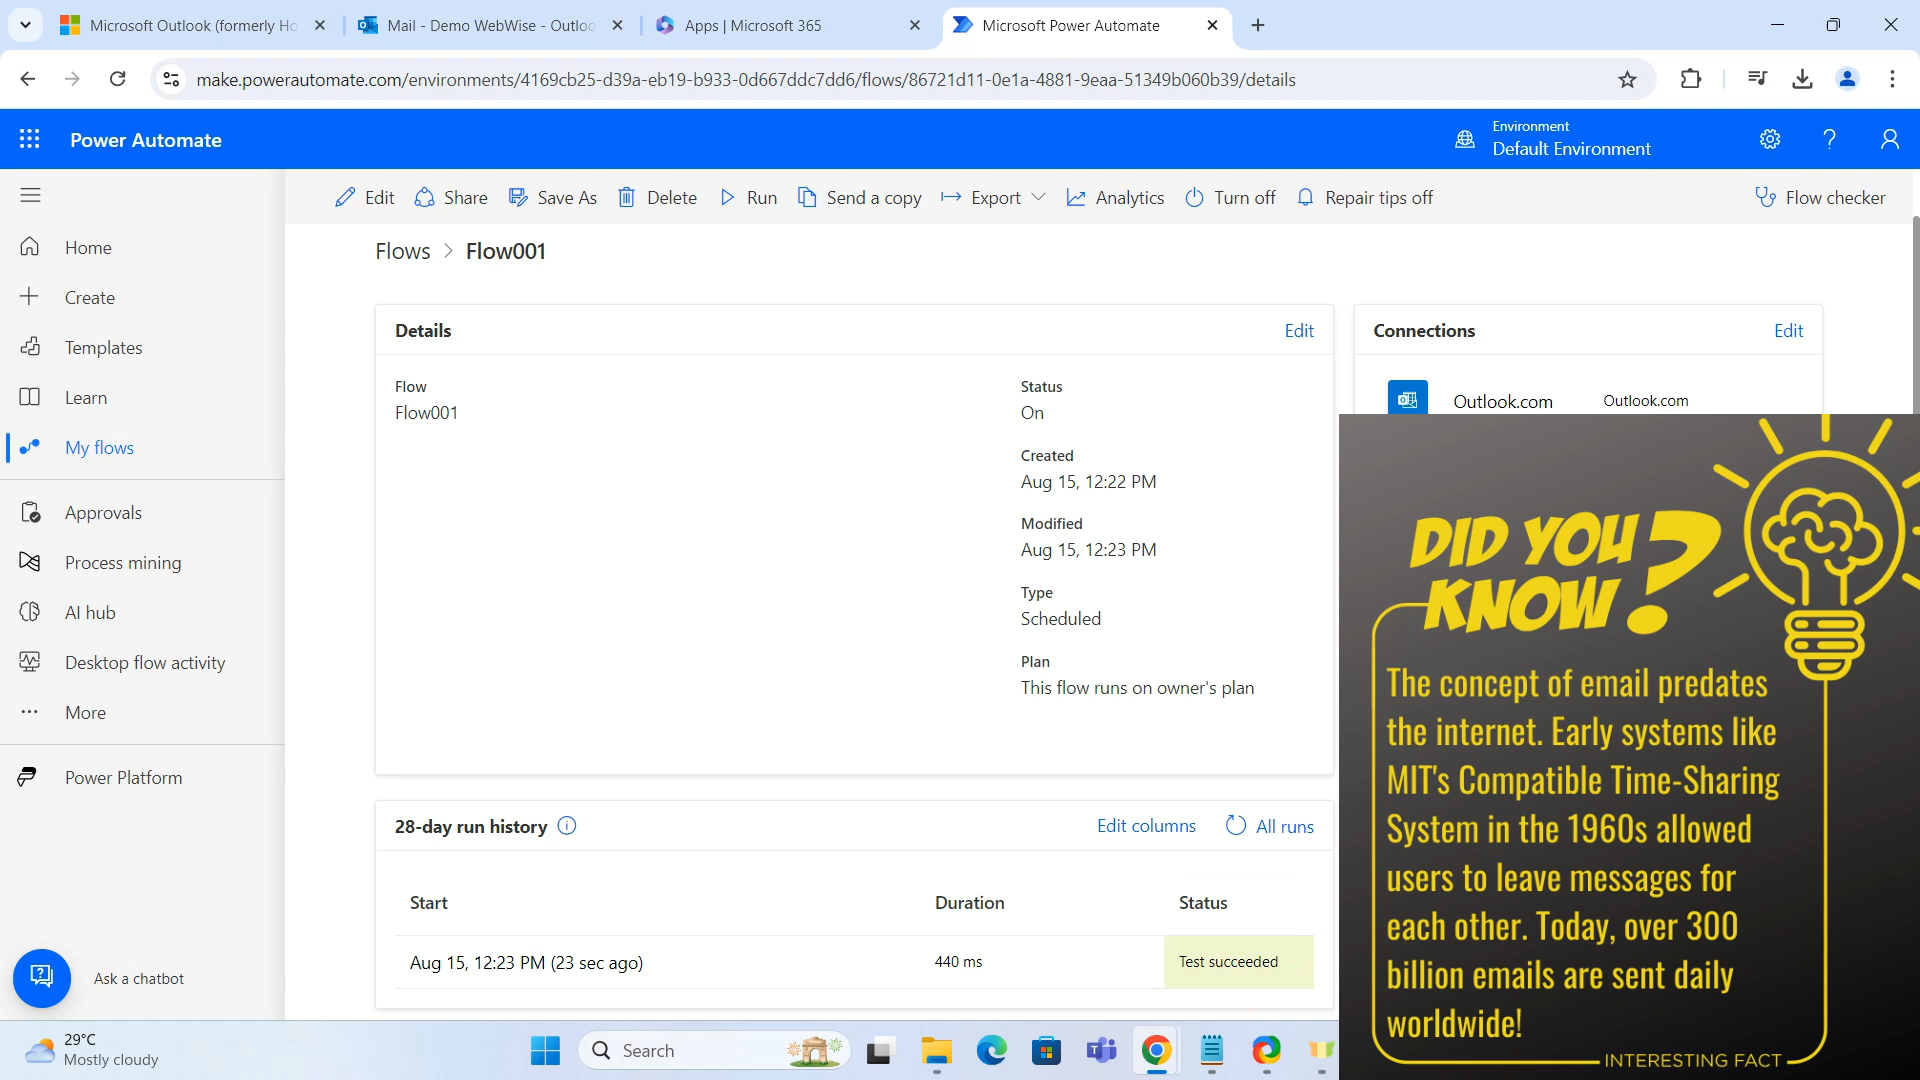 Microsoft Outlook (formerly Ho
Mail - Demo WebWise - Outloo
Apps | Microsoft 365
Microsoft Power Automate
make.powerautomate.com/environments/4169cb25-d39a-eb19-b933-0d667ddc7dd6/flows/86721d11-0e1a-4881-9eaa-51349b060b39/details
Power Automate
Environment
Default Environment
Edit
Share
Save As
Delete
Run
Send a copy
Export
Analytics
Turn off
Repair tips off
Flow checker
Home
Create
Templates
Learn
My flows
Approvals
Process mining
AI hub
Desktop flow activity
More
Power Platform
Ask a chatbot
Flows > Flow001
Details
Edit
Flow
Flow001
Status
On
Created
Aug 15, 12:22 PM
Modified
Aug 15, 12:23 PM
Type
Scheduled
Plan
This flow runs on owner's plan
Connections
Edit
Outlook.com
Outlook.com
28-day run history
Edit columns
All runs
Start
Duration
Status
Aug 15, 12:23 PM (23 sec ago)
440 ms
Test succeeded
DID YOU
KNOW?
The concept of email predates
the internet. Early systems like
MIT's Compatible Time-Sharing
System in the 1960s allowed
users to leave messages for
each other. Today, over 300
billion emails are sent daily
worldwide!
INTERESTING FACT
29°C
Mostly cloudy
Search